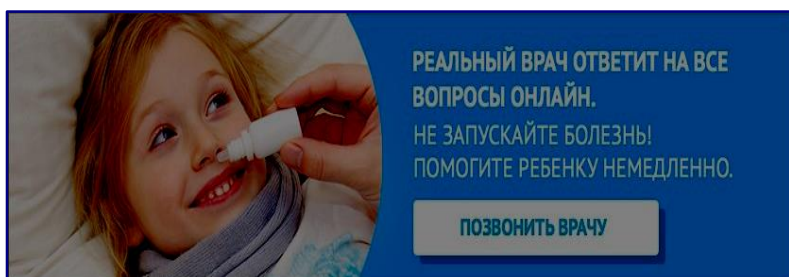 РЕАЛЬНЫЙ ВРАЧ ОТВЕТИТ НА ВСЕ
ВОПРОСЫ ОНЛАЙН.
НЕ ЗАПУСКАЙТЕ БОЛЕЗНЬ!
ПОМОГИТЕ РЕБЕНКУ НЕМЕДЛЕННО.
ПОЗВОНИТЬ ВРАЧУ